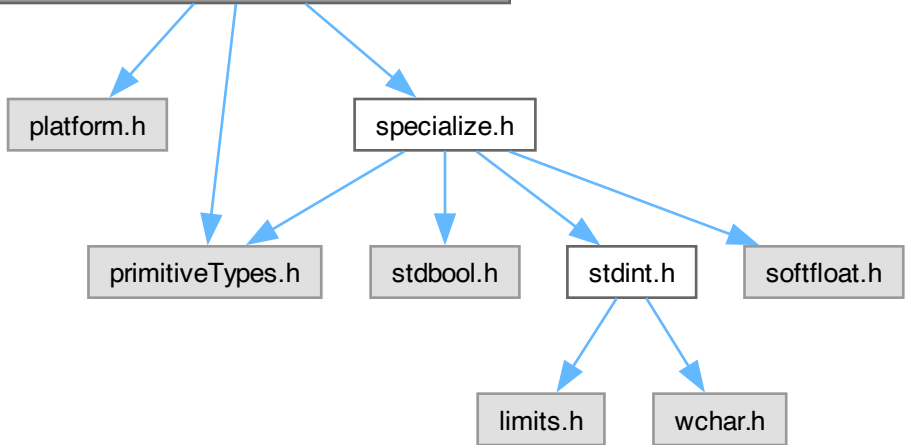 platform.h
specialize.h
primitiveTypes.h
stdbool.h
stdint.h
softfloat.h
limits.h
wchar.h